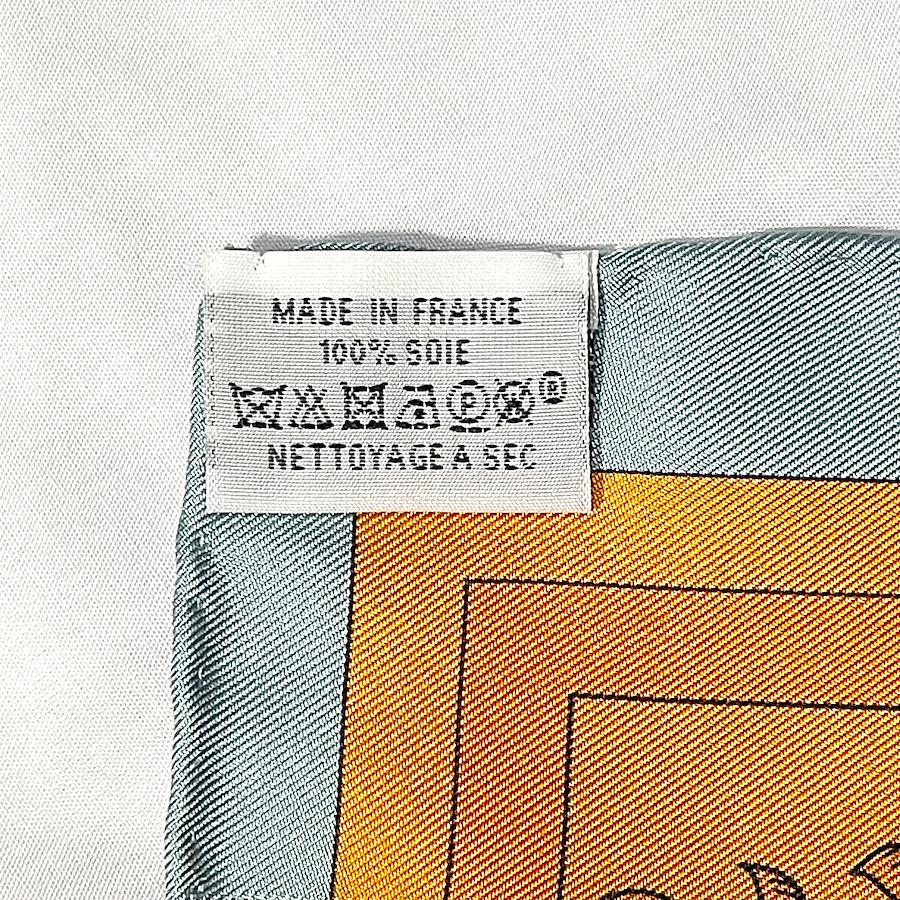 MADE IN FRANCE
100% SOIE
P ®
NETTOYAGE A SEC